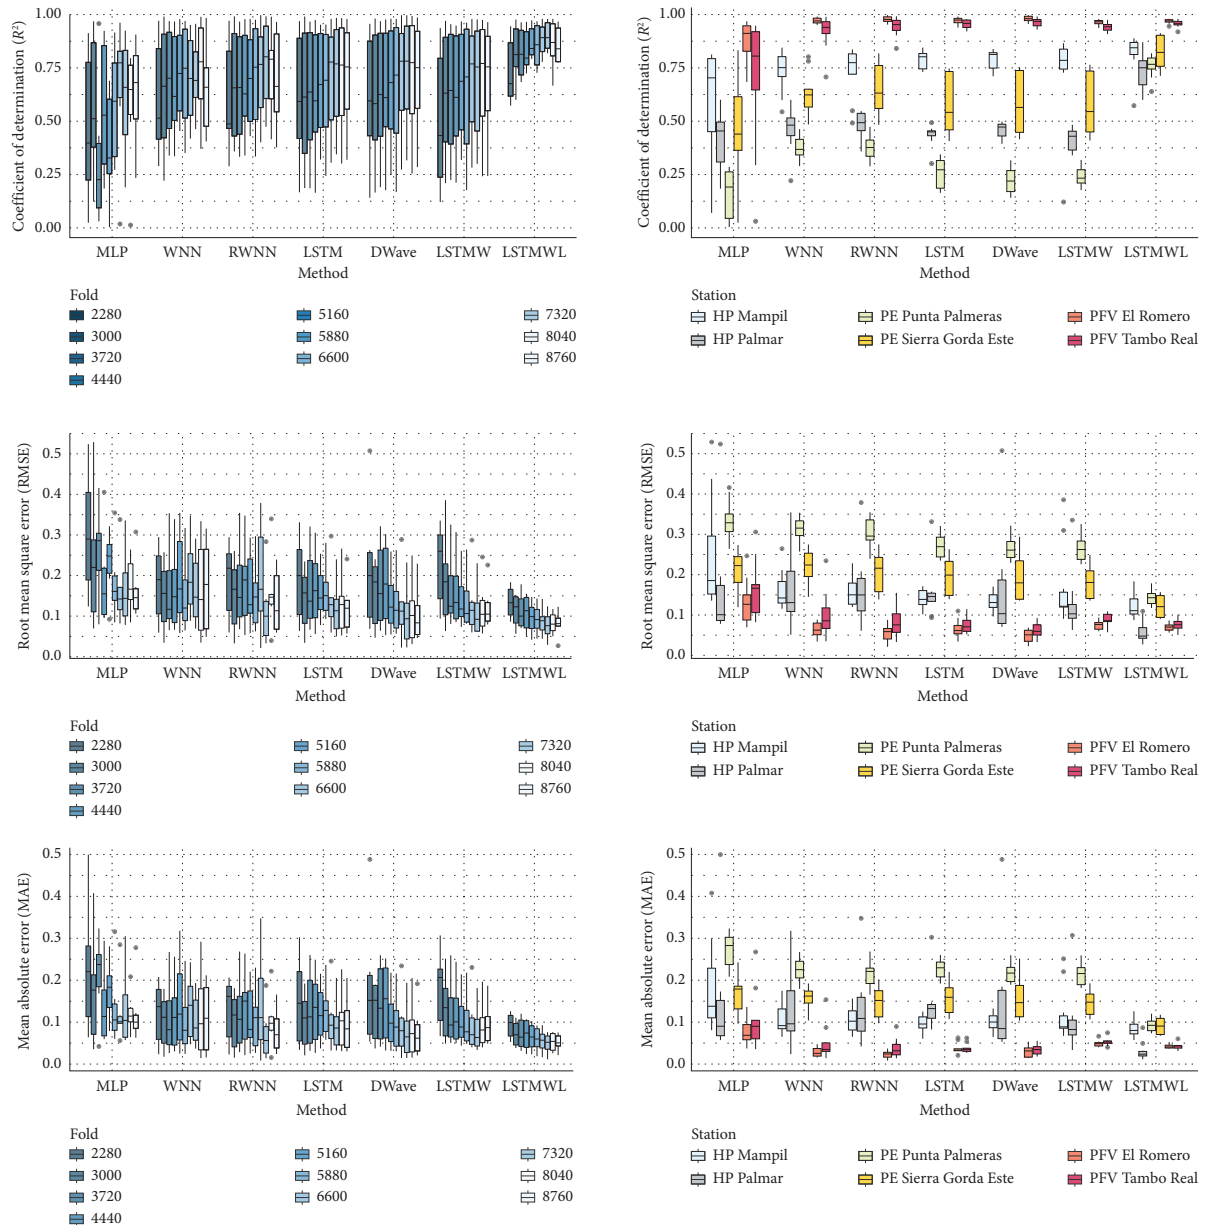 Coefficient of determination (R²)
1.00
0.75
0.50
0.25
0.00
MLP WNN RWNN LSTM DWave LSTMW LSTMWL
Method
Fold
2280
3000
3720
4440
5160
5880
6600
7320
8040
8760
Coefficient of determination (R²)
1.00
0.75
0.50
0.25
0.00
MLP WNN RWNN LSTM DWave LSTMW LSTMWL
Method
Station
HP Mampil
HP Palmar
PE Punta Palmeras
PE Sierra Gorda Este
PFV El Romero
PFV Tambo Real
Root mean square error (RMSE)
0.5
0.4
0.3
0.2
0.1
0.0
MLP WNN RWNN LSTM DWave LSTMW LSTMWL
Method
Fold
2280
3000
3720
4440
5160
5880
6600
7320
8040
8760
Root mean square error (RMSE)
0.5
0.4
0.3
0.2
0.1
0.0
MLP WNN RWNN LSTM DWave LSTMW LSTMWL
Method
Station
HP Mampil
HP Palmar
PE Punta Palmeras
PE Sierra Gorda Este
PFV El Romero
PFV Tambo Real
Mean absolute error (MAE)
0.5
0.4
0.3
0.2
0.1
0.0
MLP WNN RWNN LSTM DWave LSTMW LSTMWL
Method
Fold
2280
3000
3720
4440
5160
5880
6600
7320
8040
8760
Mean absolute error (MAE)
0.5
0.4
0.3
0.2
0.1
0.0
MLP WNN RWNN LSTM DWave LSTMW LSTMWL
Method
Station
HP Mampil
HP Palmar
PE Punta Palmeras
PE Sierra Gorda Este
PFV El Romero
PFV Tambo Real